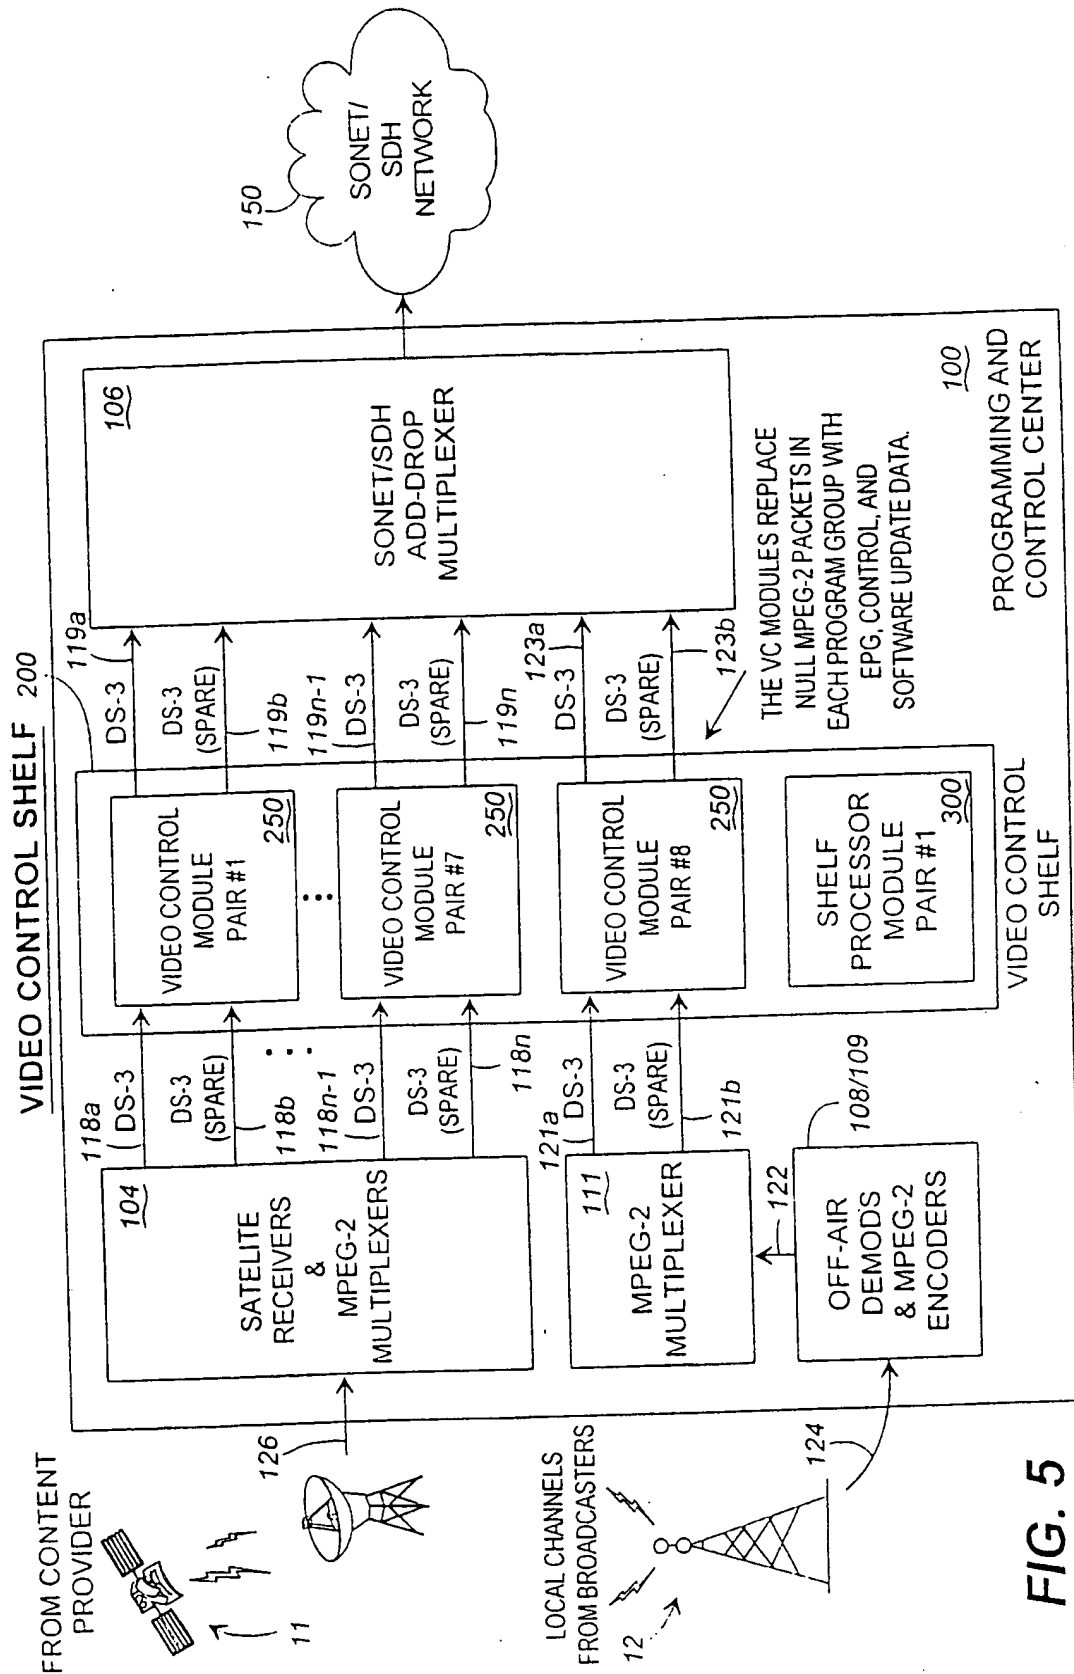 VIDEO CONTROL SHELF
FROM CONTENT
PROVIDER
11
126
LOCAL CHANNELS
FROM BROADCASTERS
12
124
104
SATELITE
RECEIVERS
&
MPEG-2
MULTIPLEXERS
111
MPEG-2
MULTIPLEXER
122
OFF-AIR
DEMODS
& MPEG-2
ENCODERS
108/109
118a
DS-3
DS-3
(SPARE)
118b
118n-1
DS-3
DS-3
(SPARE)
118n
121a
DS-3
DS-3
(SPARE)
121b
200
VIDEO CONTROL
MODULE
PAIR #1
250
VIDEO CONTROL
MODULE
PAIR #7
250
VIDEO CONTROL
MODULE
PAIR #8
250
SHELF
PROCESSOR
MODULE
PAIR #1
300
VIDEO CONTROL
SHELF
119a
DS-3
DS-3
(SPARE)
119b
119n-1
DS-3
DS-3
(SPARE)
119n
123a
DS-3
DS-3
(SPARE)
123b
THE VC MODULES REPLACE
NULL MPEG-2 PACKETS IN
EACH PROGRAM GROUP WITH
EPG, CONTROL, AND
SOFTWARE UPDATE DATA.
106
SONET/SDH
ADD-DROP
MULTIPLEXER
100
PROGRAMMING AND
CONTROL CENTER
150
SONET/
SDH
NETWORK
FIG. 5